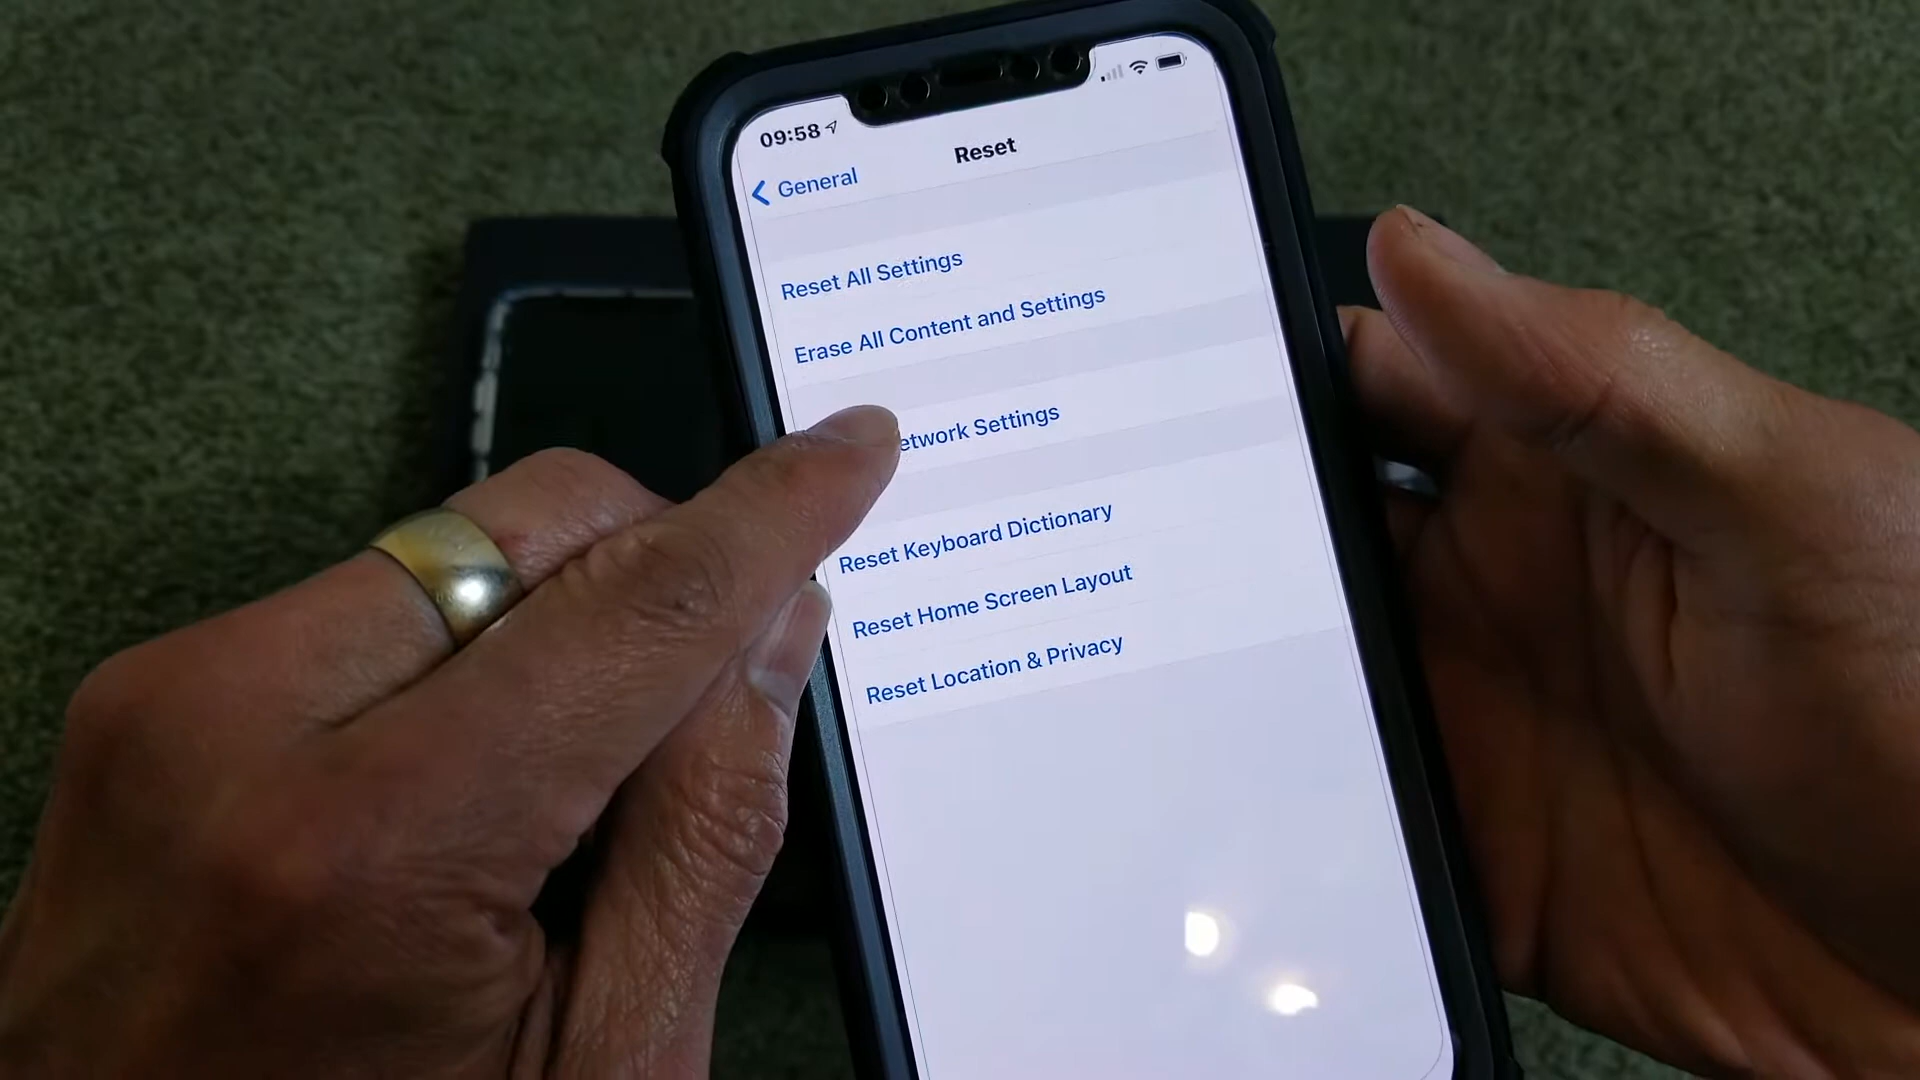 09:58
Reset
General
Reset All Settings
Erase All Content and Settings
etwork Settings
Reset Keyboard Dictionary
Reset Home Screen Layout
Reset Location & Privacy